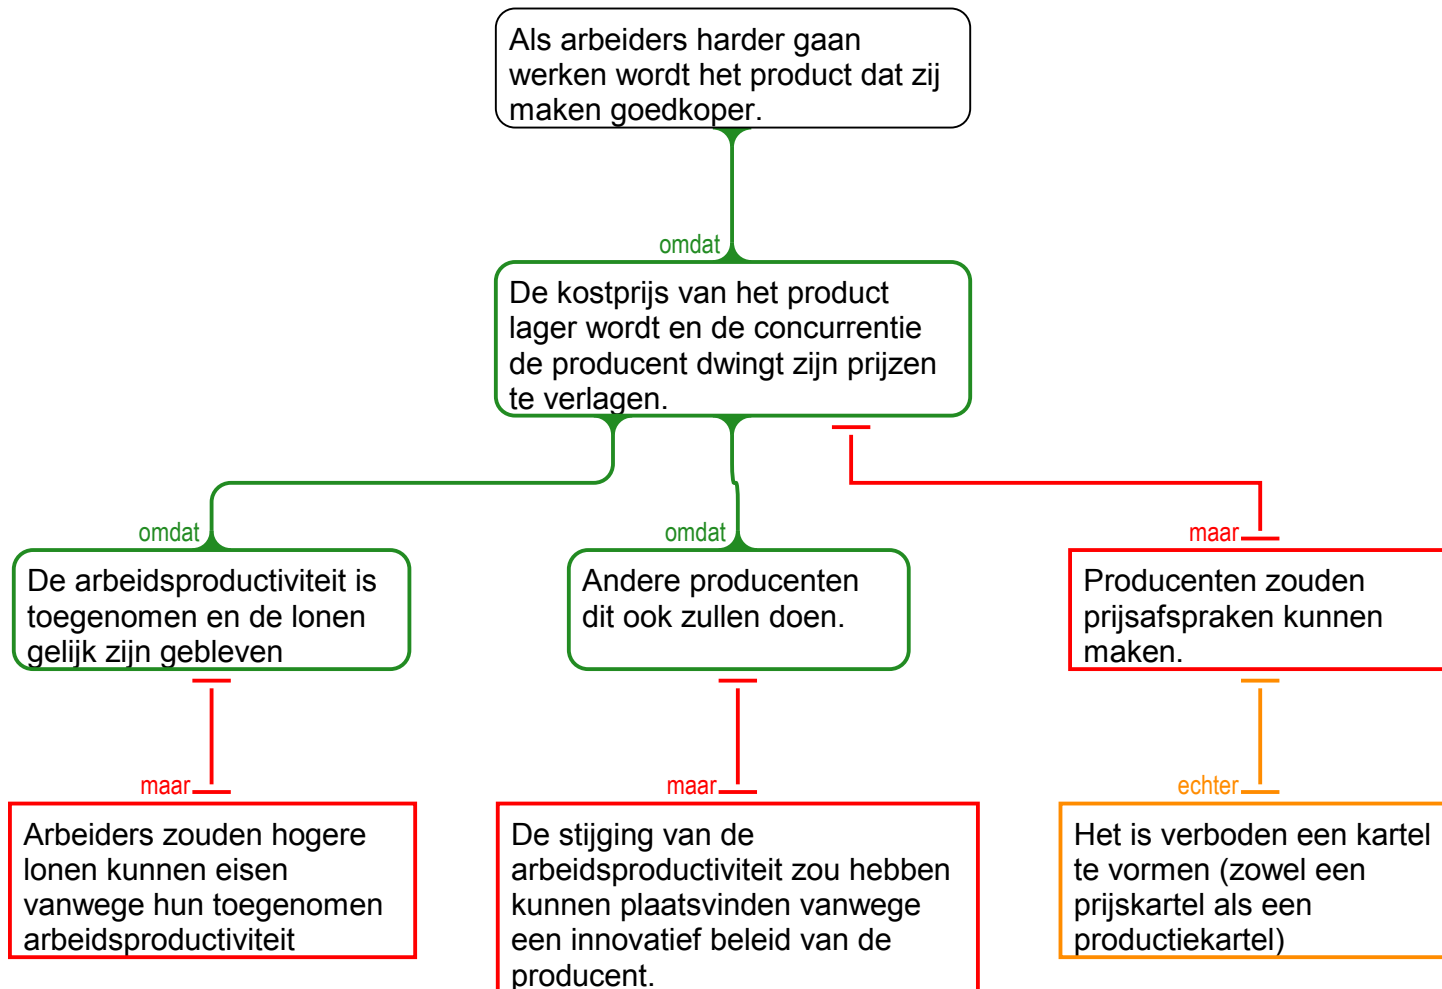 Als arbeiders harder gaan
werken wordt het product dat zij
maken goedkoper.
omdat
De kostprijs van het product
lager wordt en de concurrentie
de producent dwingt zijn prijzen
te verlagen.
omdat
De arbeidsproductiviteit is
toegenomen en de lonen
gelijk zijn gebleven
omdat
Andere producenten
dit ook zullen doen.
maar
Producenten zouden
prijsafspraken kunnen
maken.
maar
Arbeiders zouden hogere
lonen kunnen eisen
vanwege hun toegenomen
arbeidsproductiviteit
maar
De stijging van de
arbeidsproductiviteit zou hebben
kunnen plaatsvinden vanwege
een innovatief beleid van de
producent.
echter
Het is verboden een kartel
te vormen (zowel een
prijskartel als een
productiekartel)